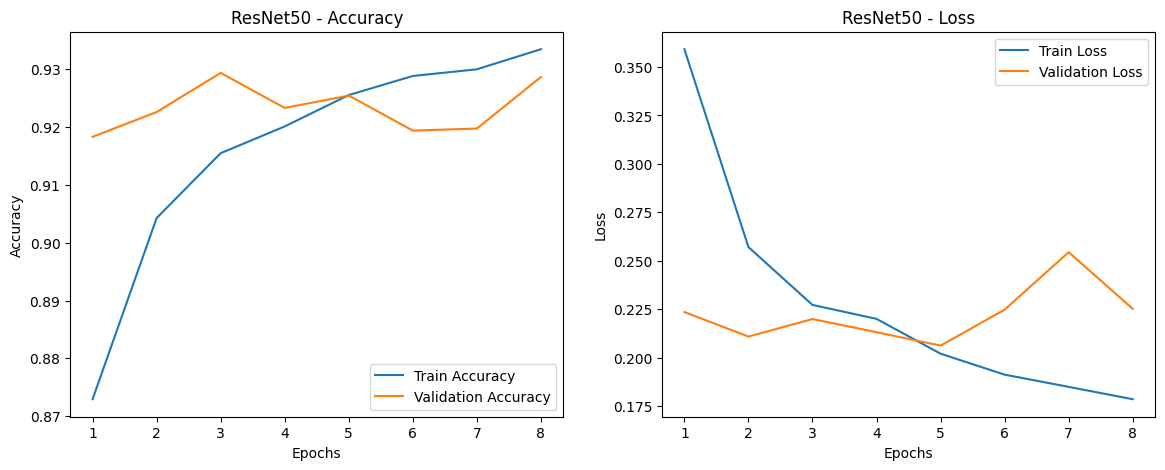 ResNet50 - Accuracy
Accuracy
0.93
0.92
0.91
0.90
0.89
0.88
0.87
1 2 3 4 5 6 7 8
Epochs
Train Accuracy
Validation Accuracy
ResNet50 - Loss
Loss
0.350
0.325
0.300
0.275
0.250
0.225
0.200
0.175
1 2 3 4 5 6 7 8
Epochs
Train Loss
Validation Loss